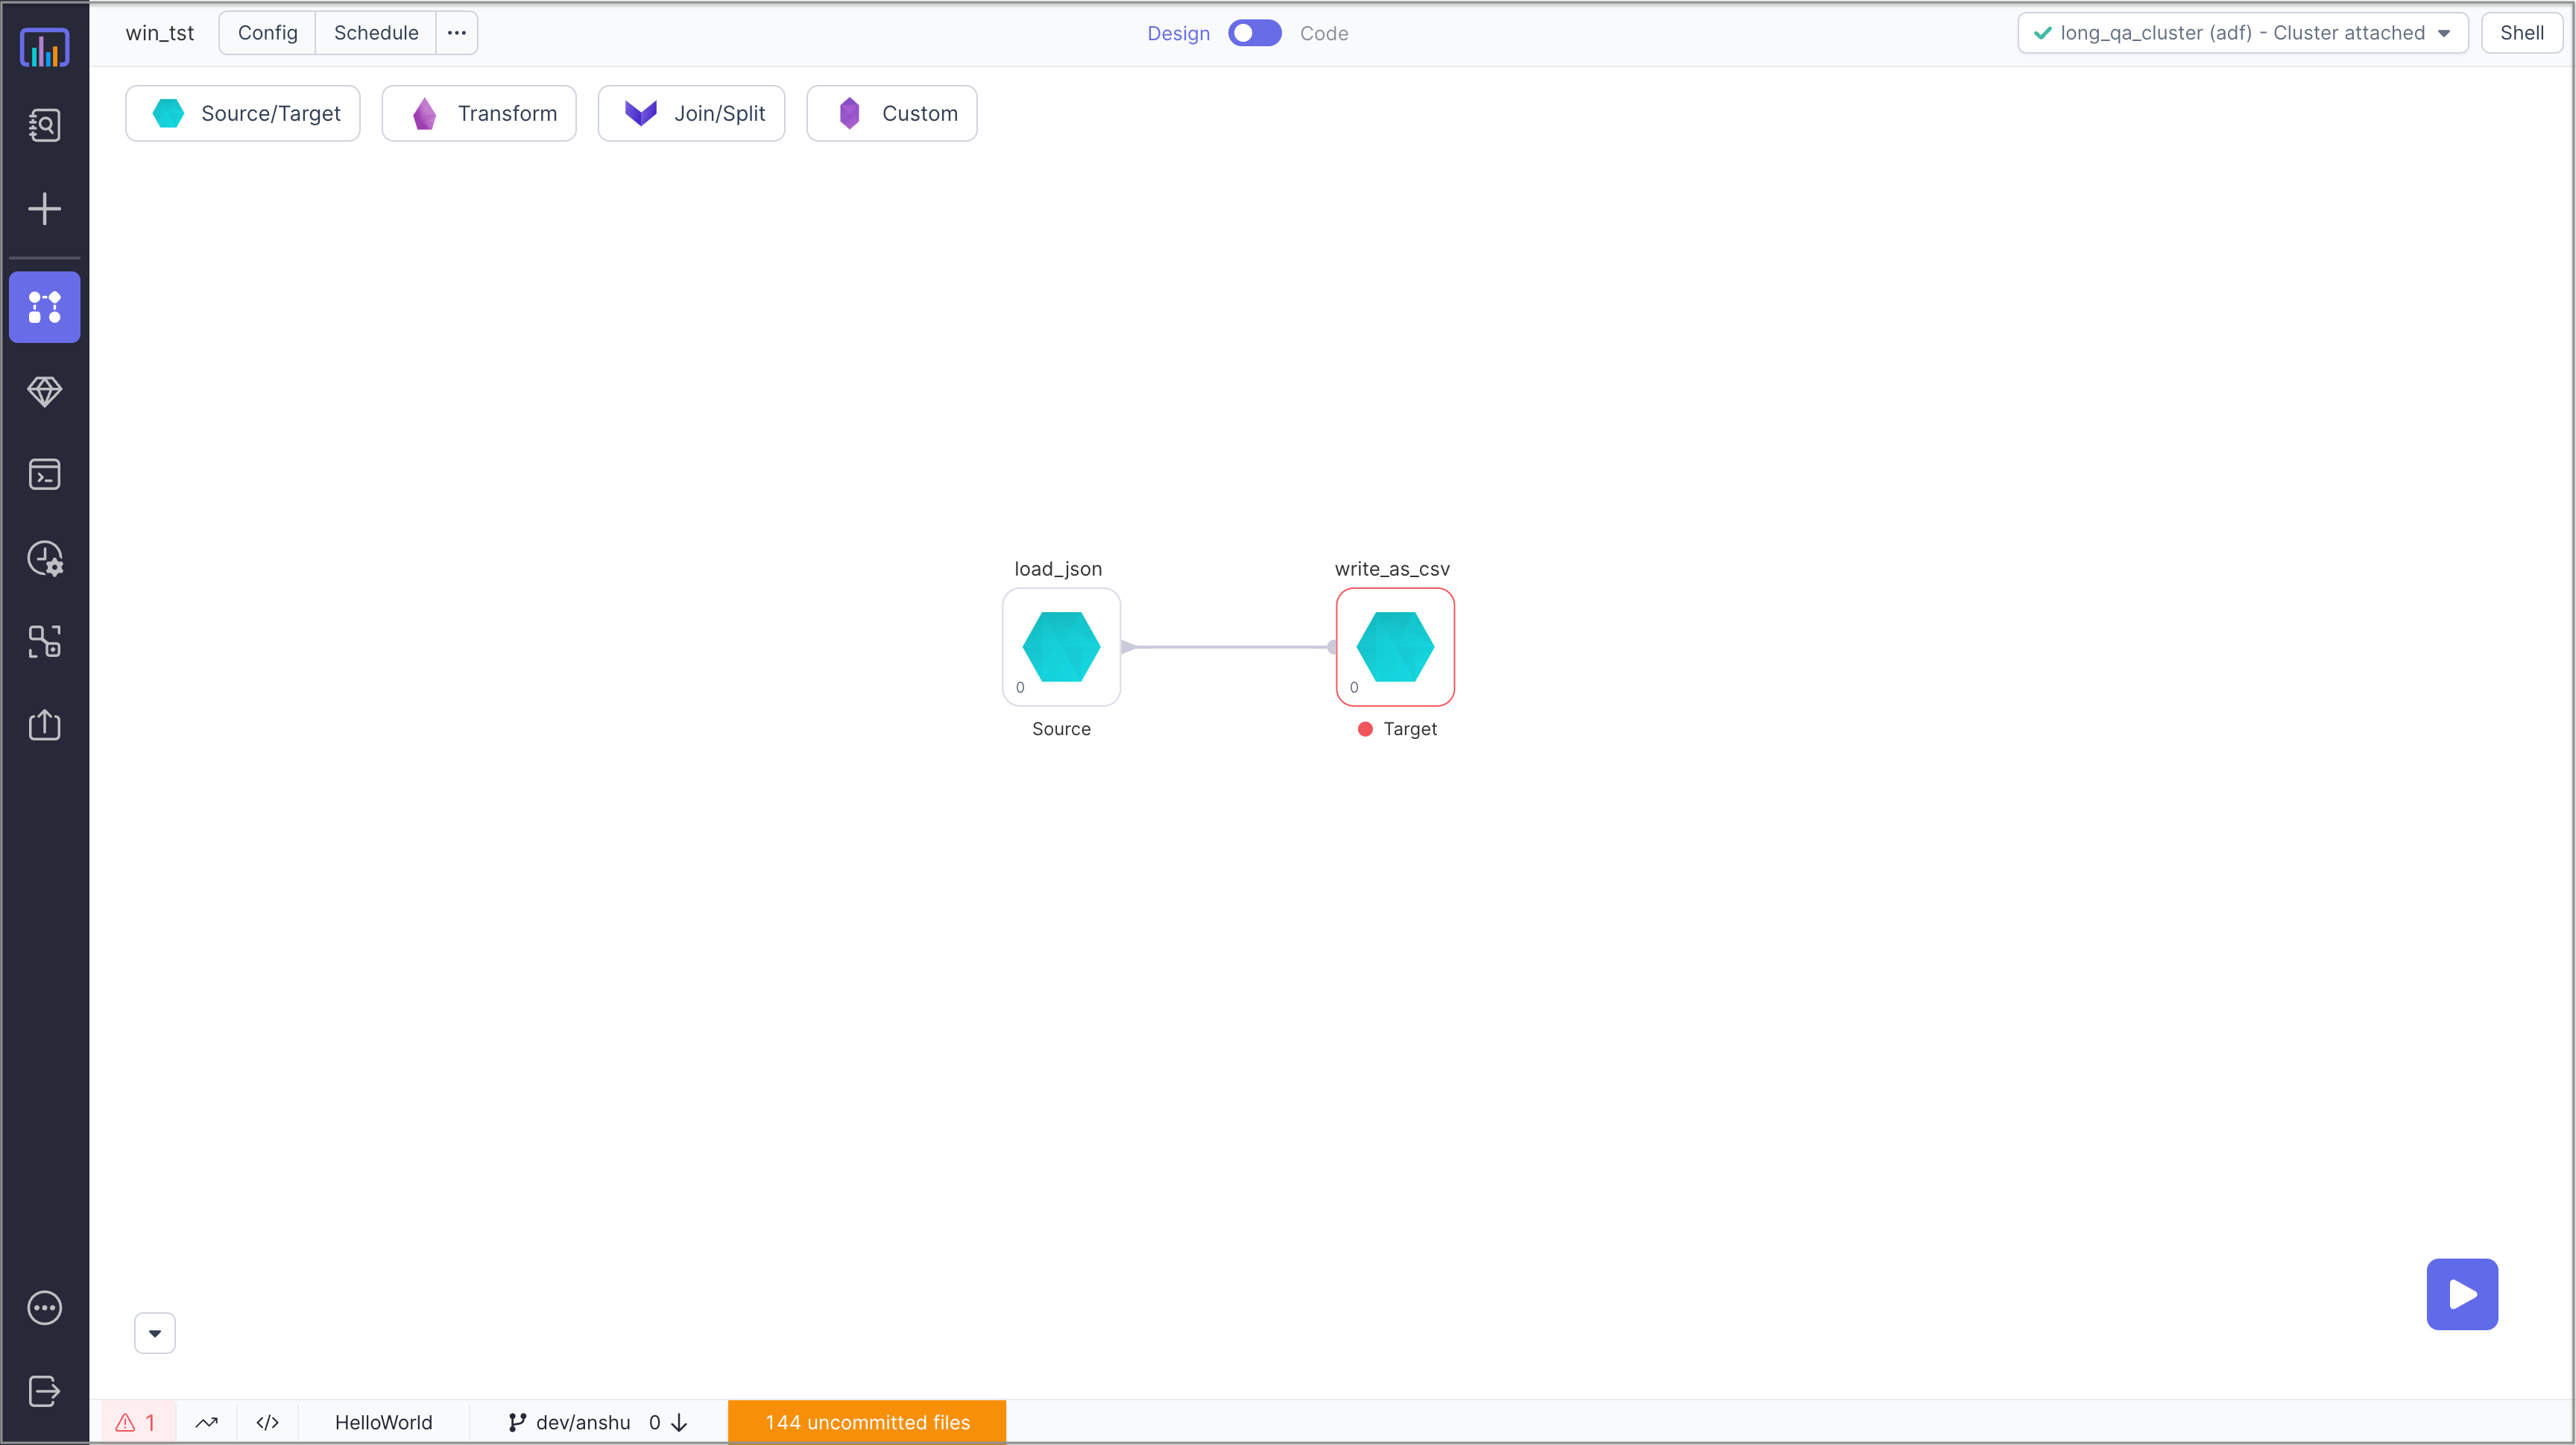 win_tst Config Schedule ··· Design Code long_qa_cluster (adf) - Cluster attached Shell
Source/Target Transform Join/Split Custom
load_json write_as_csv
0 0
Source Target
1 </> HelloWorld dev/anshu 0 144 uncommitted files